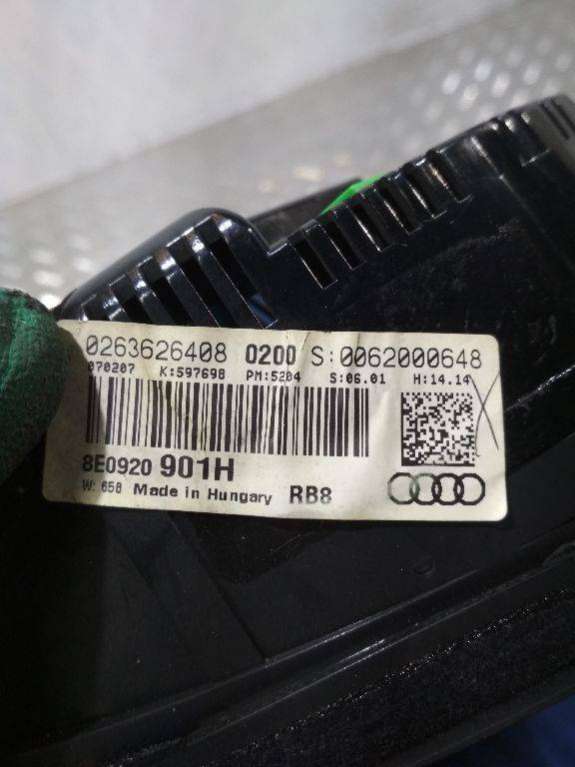 0263626408 0200 S:0062000648
070207 K:597698 PM:5204 S:06.01 H:14.14
8E0920 901H
W: 658 Made in Hungary RB8